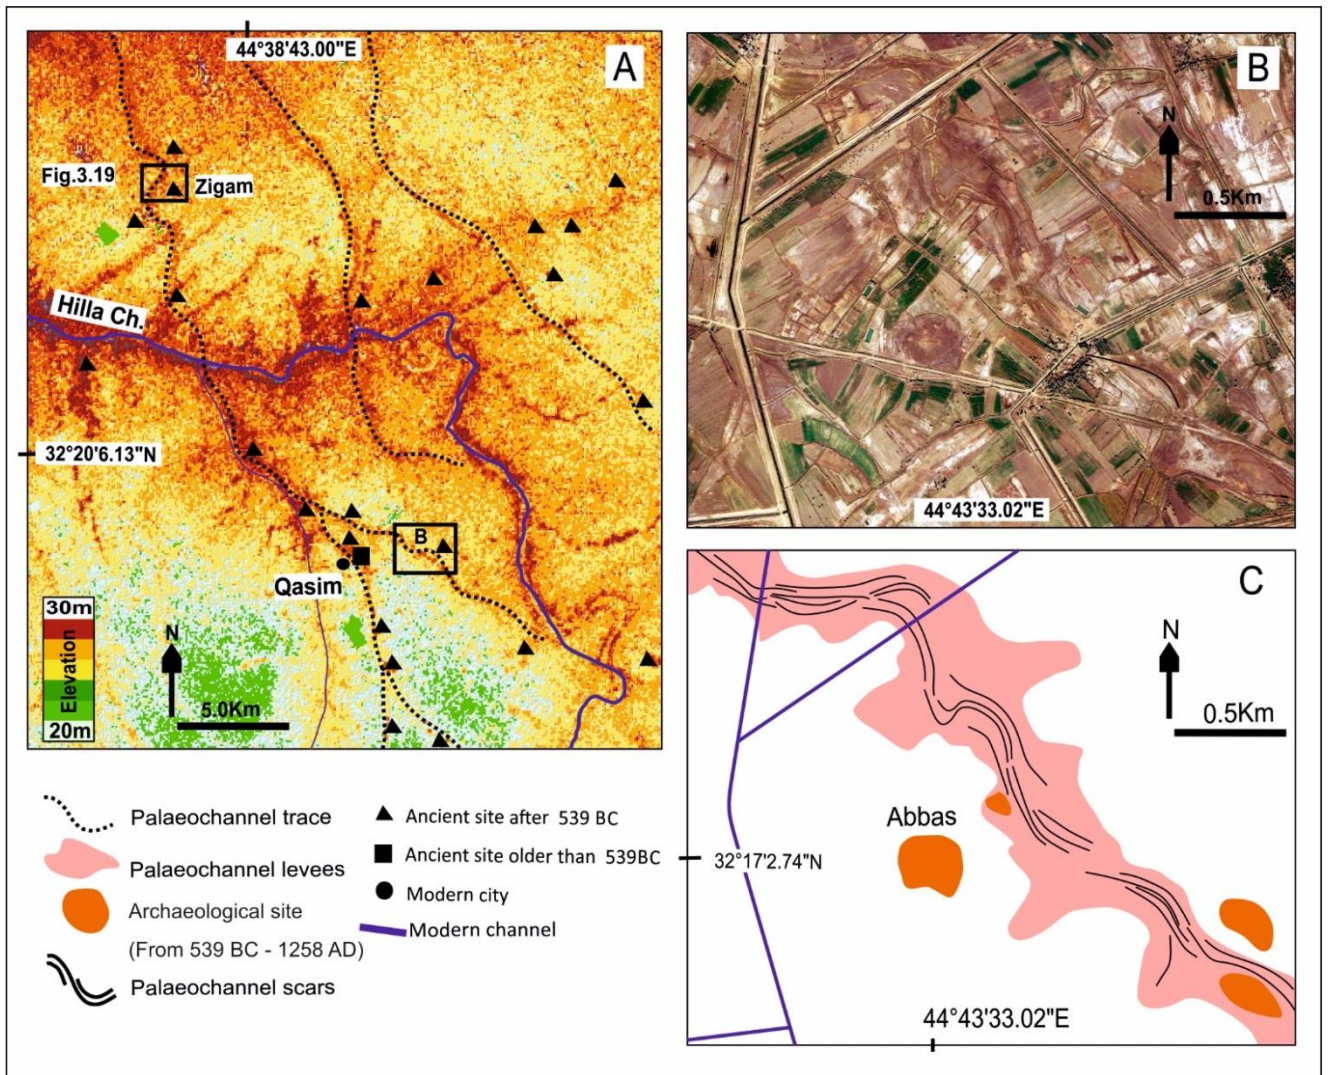 44°38'43.00"E
A
Fig.3.19
Zigam
Hilla Ch.
32°20'6.13"N
B
Qasim
30m
Elevation
20m
N
5.0Km
B
N
0.5Km
44°43'33.02"E
C
N
0.5Km
Abbas
32°17'2.74"N
44°43'33.02"E
Palaeochannel trace
Palaeochannel levees
Archaeological site
(From 539 BC - 1258 AD)
Palaeochannel scars
Ancient site after 539 BC
Ancient site older than 539BC
Modern city
Modern channel